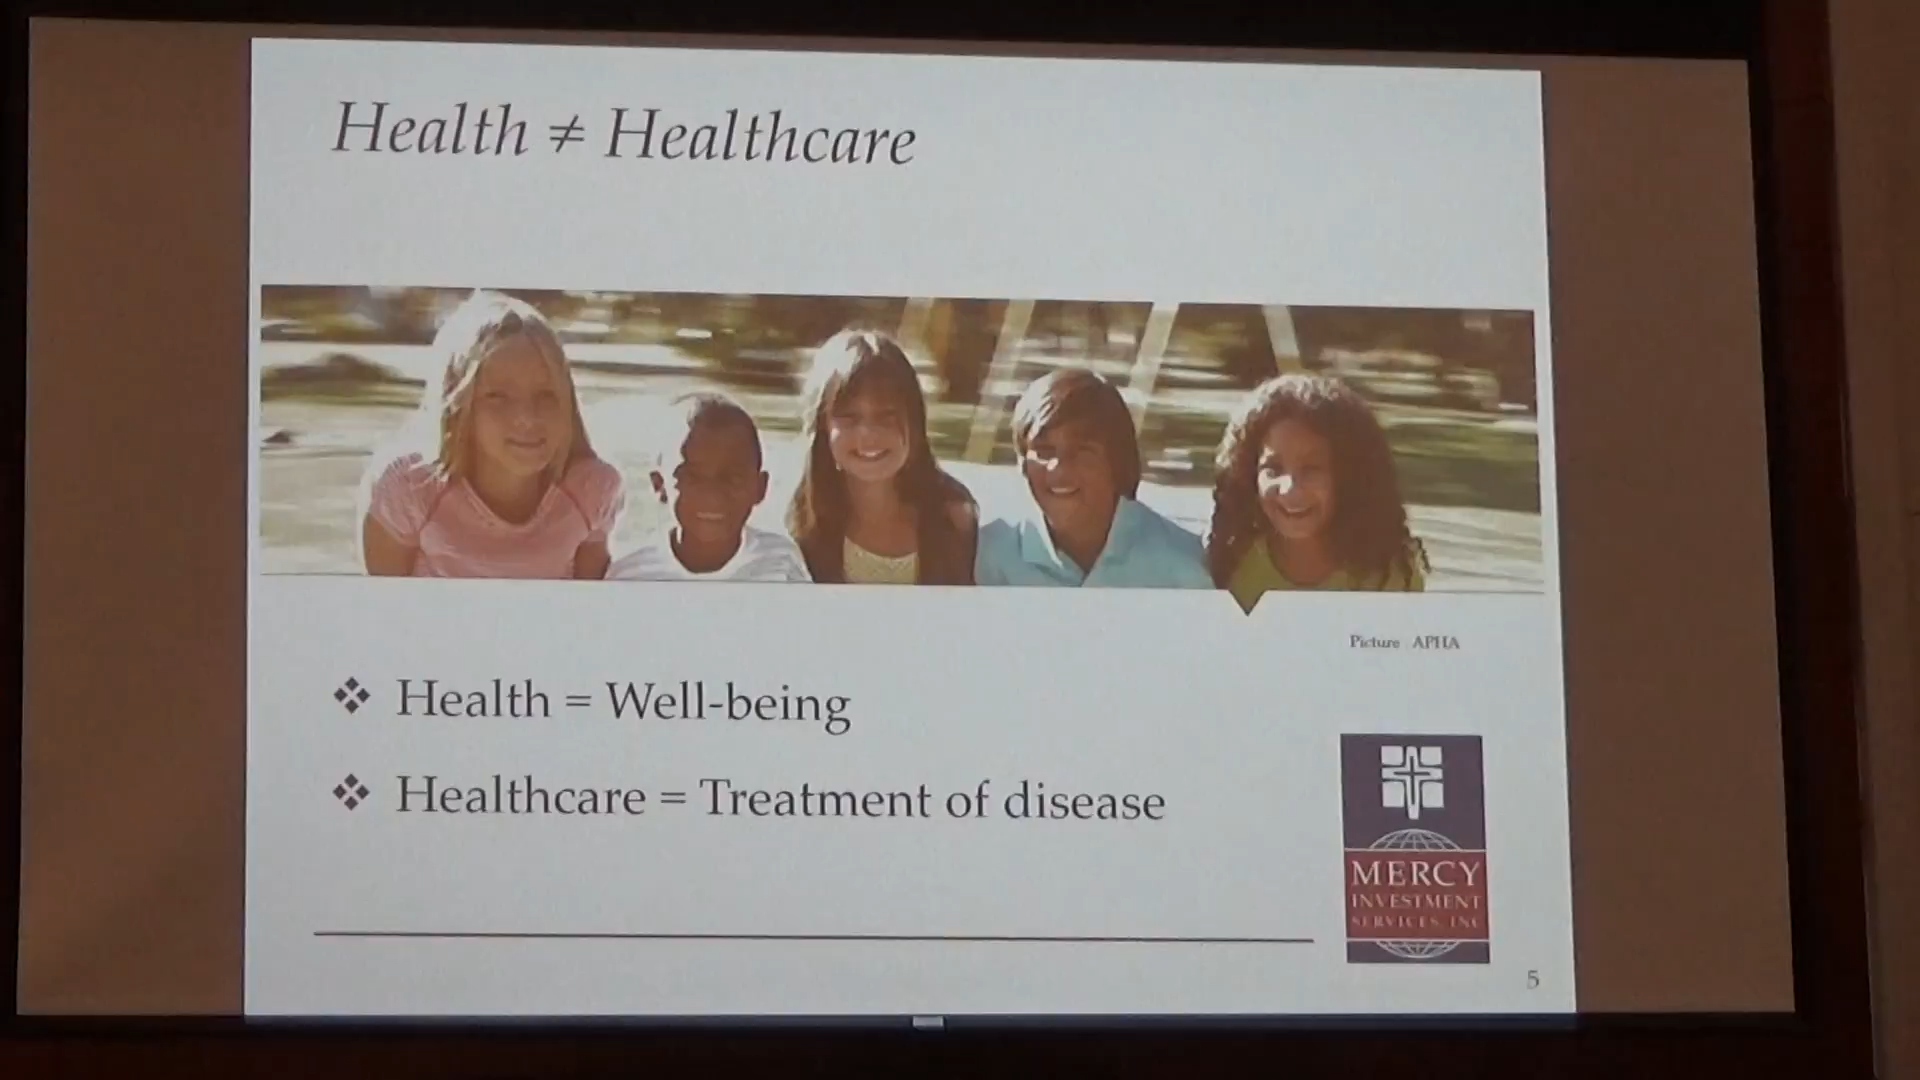 Health ≠ Healthcare
Picture APHA
❖ Health = Well-being
❖ Healthcare = Treatment of disease
MERCY
INVESTMENT
SERVICES, INC
5